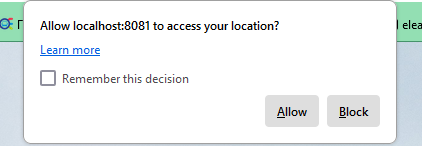 Allow localhost:8081 to access your location?
Learn more
Remember this decision
Allow
Block